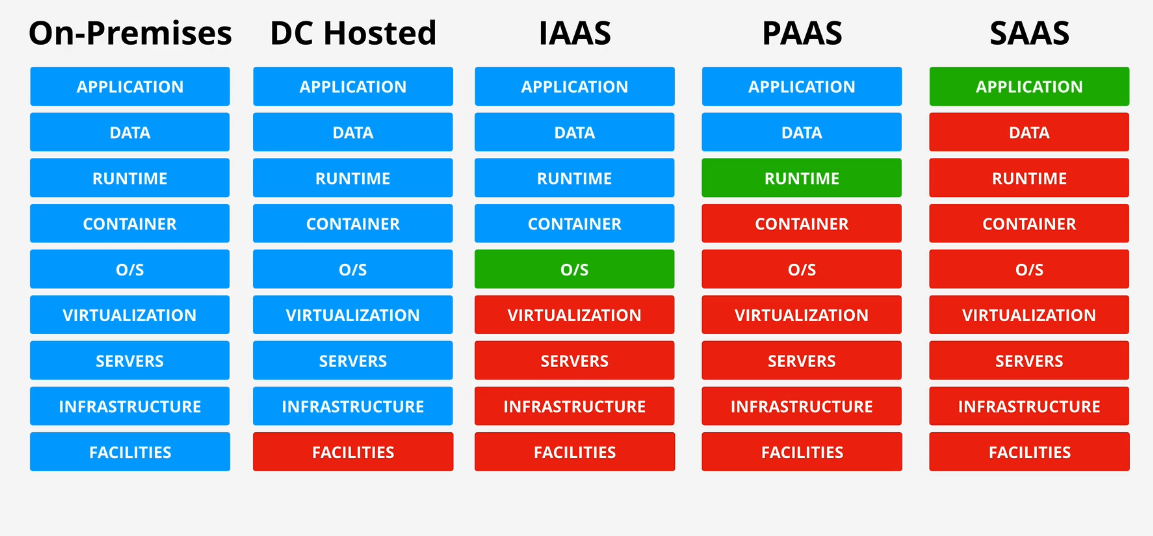 On-Premises DC Hosted IAAS PAAS SAAS
APPLICATION APPLICATION APPLICATION APPLICATION APPLICATION
DATA DATA DATA DATA DATA
RUNTIME RUNTIME RUNTIME RUNTIME RUNTIME
CONTAINER CONTAINER CONTAINER CONTAINER CONTAINER
O/S O/S O/S O/S O/S
VIRTUALIZATION VIRTUALIZATION VIRTUALIZATION VIRTUALIZATION VIRTUALIZATION
SERVERS SERVERS SERVERS SERVERS SERVERS
INFRASTRUCTURE INFRASTRUCTURE INFRASTRUCTURE INFRASTRUCTURE INFRASTRUCTURE
FACILITIES FACILITIES FACILITIES FACILITIES FACILITIES